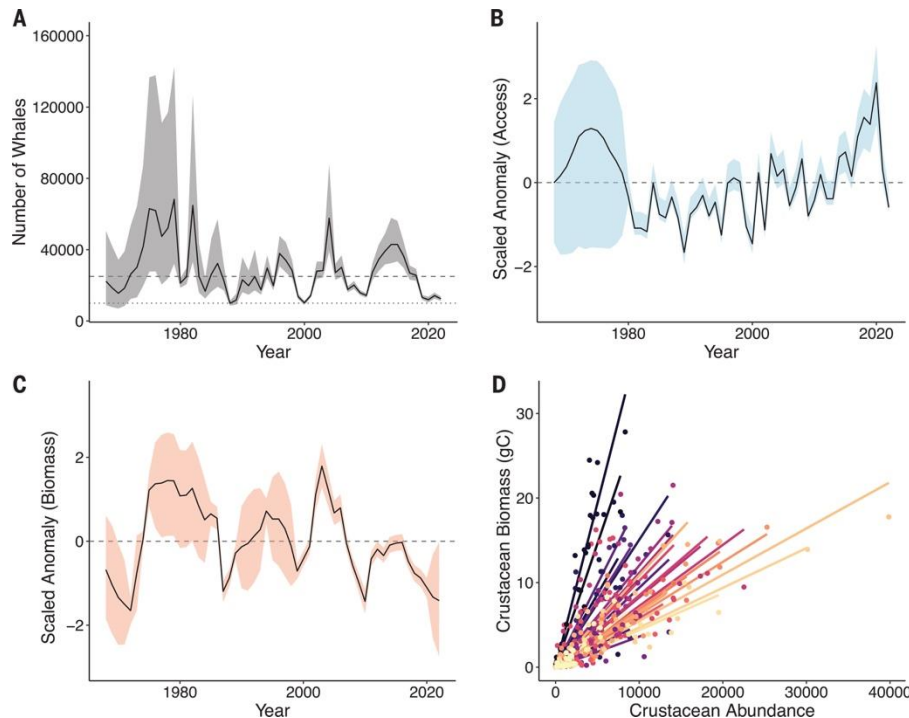 A
Number of Whales
160000
120000
80000
40000
0
1980
2000
2020
Year
B
Scaled Anomaly (Access)
2
0
−2
1980
2000
2020
Year
C
Scaled Anomaly (Biomass)
2
0
−2
1980
2000
2020
Year
D
Crustacean Biomass (gC)
30
20
10
0
0
10000
20000
30000
40000
Crustacean Abundance